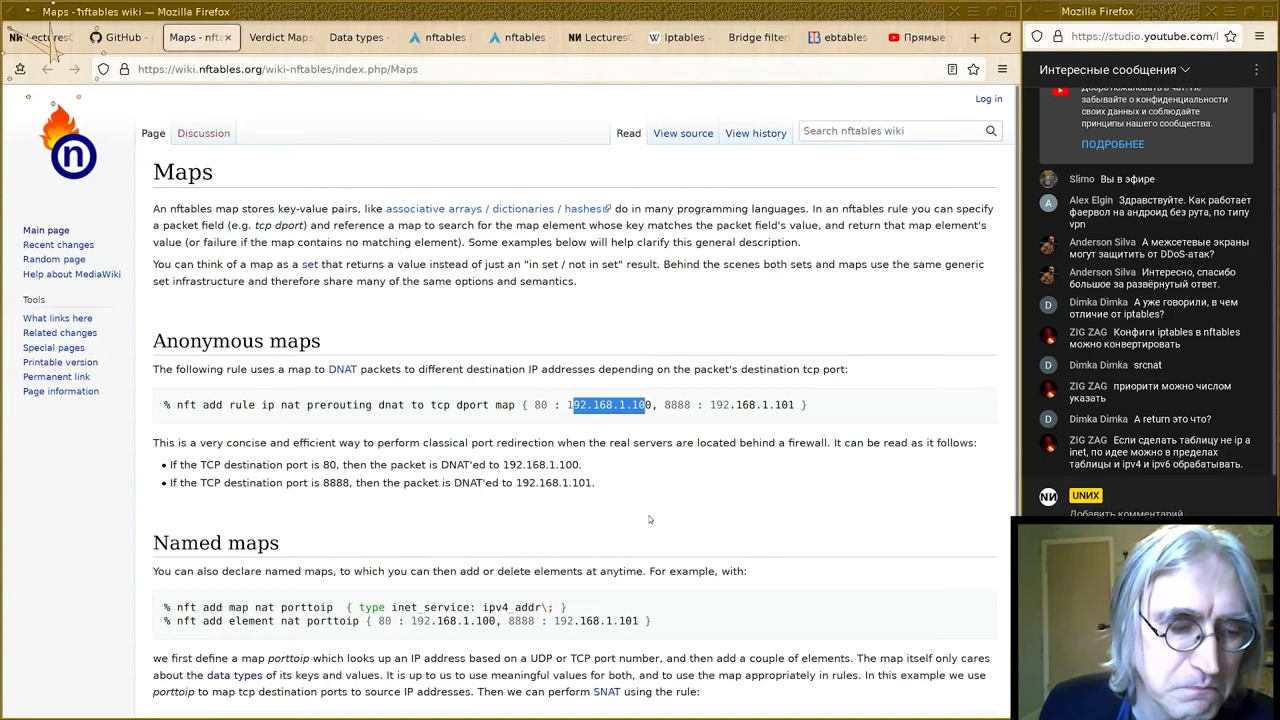 Maps - nftables wiki — Mozilla Firefox
Lectures
GitHub -
Maps - nft
Verdict Maps
Data types -
nftables
nftables -
LecturesC
Iptables -
Bridge filteri
ebtables
Прямые
https://wiki.nftables.org/wiki-nftables/index.php/Maps
Log in
Page
Discussion
Read
View source
View history
Search nftables wiki
Maps
An nftables map stores key-value pairs, like associative arrays / dictionaries / hashes do in many programming languages. In an nftables rule you can specify
a packet field (e.g. tcp dport) and reference a map to search for the map element whose key matches the packet field's value, and return that map element's
value (or failure if the map contains no matching element). Some examples below will help clarify this general description.
You can think of a map as a set that returns a value instead of just an "in set / not in set" result. Behind the scenes both sets and maps use the same generic
set infrastructure and therefore share many of the same options and semantics.
Main page
Recent changes
Random page
Help about MediaWiki
Tools
What links here
Related changes
Special pages
Printable version
Permanent link
Page information
Anonymous maps
The following rule uses a map to DNAT packets to different destination IP addresses depending on the packet's destination tcp port:
% nft add rule ip nat prerouting dnat to tcp dport map { 80 : 192.168.1.100, 8888 : 192.168.1.101 }
This is a very concise and efficient way to perform classical port redirection when the real servers are located behind a firewall. It can be read as it follows:
• If the TCP destination port is 80, then the packet is DNAT'ed to 192.168.1.100.
• If the TCP destination port is 8888, then the packet is DNAT'ed to 192.168.1.101.
Named maps
You can also declare named maps, to which you can then add or delete elements at anytime. For example, with:
% nft add map nat porttoip  { type inet_service: ipv4_addr\; }
% nft add element nat porttoip { 80 : 192.168.1.100, 8888 : 192.168.1.101 }
we first define a map porttoip which looks up an IP address based on a UDP or TCP port number, and then add a couple of elements. The map itself only cares
about the data types of its keys and values. It is up to us to use meaningful values for both, and to use the map appropriately in rules. In this example we use
porttoip to map tcp destination ports to source IP addresses. Then we can perform SNAT using the rule:
Mozilla Firefox
https://studio.youtube.com/l
Интересные сообщения
Добро пожаловать в чат! Не
забывайте о конфиденциальности
своих данных и соблюдайте
принципы нашего сообщества.
ПОДРОБНЕЕ
Slimo Вы в эфире
Alex Elgin Здравствуйте. Как работает
фаервол на андроид без рута, по типу
vpn
Anderson Silva А межсетевые экраны
могут защитить от DDoS-атак?
Anderson Silva Интересно, спасибо
большое за развёрнутый ответ.
Dimka Dimka А уже говорили, в чем
отличие от iptables?
ZIG ZAG Конфиги iptables в nftables
можно конвертировать
Dimka Dimka srcnat
ZIG ZAG приорити можно числом
указать
Dimka Dimka А return это что?
ZIG ZAG Если сделать таблицу не ip а
inet, по идее можно в пределах
таблицы и ipv4 и ipv6 обрабатывать.
UNИX
Добавить комментарий